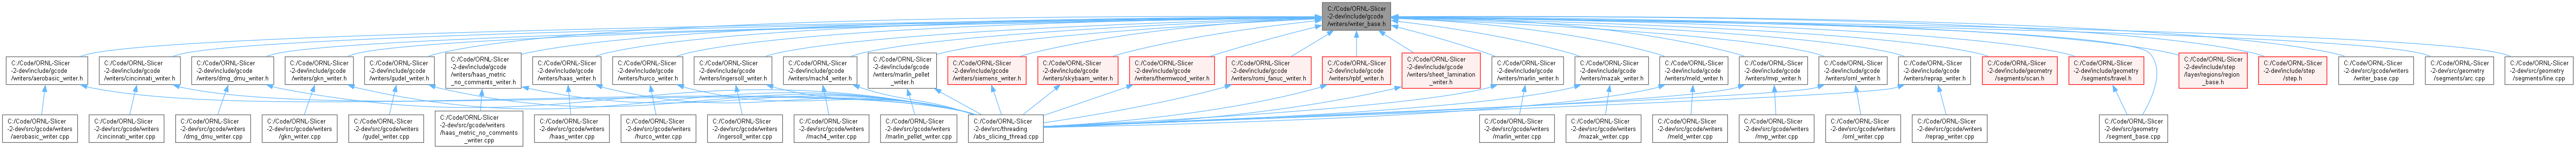 C:/Code/ORNL-Slicer
-2-dev/include/gcode
/writers/writer_base.h
C:/Code/ORNL-Slicer
-2-dev/include/gcode
/writers/aerobasic_writer.h
C:/Code/ORNL-Slicer
-2-dev/include/gcode
/writers/cincinnati_writer.h
C:/Code/ORNL-Slicer
-2-dev/include/gcode
/writers/dmg_dmu_writer.h
C:/Code/ORNL-Slicer
-2-dev/include/gcode
/writers/gkn_writer.h
C:/Code/ORNL-Slicer
-2-dev/include/gcode
/writers/gudel_writer.h
C:/Code/ORNL-Slicer
-2-dev/include/gcode
/writers/haas_metric
_no_comments_writer.h
C:/Code/ORNL-Slicer
-2-dev/include/gcode
/writers/haas_writer.h
C:/Code/ORNL-Slicer
-2-dev/include/gcode
/writers/hurco_writer.h
C:/Code/ORNL-Slicer
-2-dev/include/gcode
/writers/ingersoll_writer.h
C:/Code/ORNL-Slicer
-2-dev/include/gcode
/writers/mach4_writer.h
C:/Code/ORNL-Slicer
-2-dev/include/gcode
/writers/marlin_pellet
_writer.h
C:/Code/ORNL-Slicer
-2-dev/include/gcode
/writers/siemens_writer.h
C:/Code/ORNL-Slicer
-2-dev/include/gcode
/writers/skybaam_writer.h
C:/Code/ORNL-Slicer
-2-dev/include/gcode
/writers/thermwood_writer.h
C:/Code/ORNL-Slicer
-2-dev/include/gcode
/writers/romi_fanuc_writer.h
C:/Code/ORNL-Slicer
-2-dev/include/gcode
/writers/rpbf_writer.h
C:/Code/ORNL-Slicer
-2-dev/include/gcode
/writers/sheet_lamination
_writer.h
C:/Code/ORNL-Slicer
-2-dev/include/gcode
/writers/marlin_writer.h
C:/Code/ORNL-Slicer
-2-dev/include/gcode
/writers/mazak_writer.h
C:/Code/ORNL-Slicer
-2-dev/include/gcode
/writers/meld_writer.h
C:/Code/ORNL-Slicer
-2-dev/include/gcode
/writers/mvp_writer.h
C:/Code/ORNL-Slicer
-2-dev/include/gcode
/writers/orml_writer.h
C:/Code/ORNL-Slicer
-2-dev/include/gcode
/writers/reprap_writer.h
C:/Code/ORNL-Slicer
-2-dev/include/geometry
/segments/scan.h
C:/Code/ORNL-Slicer
-2-dev/include/geometry
/segments/travel.h
C:/Code/ORNL-Slicer
-2-dev/include/step
/layer/regions/region
_base.h
C:/Code/ORNL-Slicer
-2-dev/include/step
/step.h
C:/Code/ORNL-Slicer
-2-dev/src/gcode/writers
/writer_base.cpp
C:/Code/ORNL-Slicer
-2-dev/src/geometry
/segments/arc.cpp
C:/Code/ORNL-Slicer
-2-dev/src/geometry
/segments/line.cpp
C:/Code/ORNL-Slicer
-2-dev/src/gcode/writers
/aerobasic_writer.cpp
C:/Code/ORNL-Slicer
-2-dev/src/gcode/writers
/cincinnati_writer.cpp
C:/Code/ORNL-Slicer
-2-dev/src/gcode/writers
/dmg_dmu_writer.cpp
C:/Code/ORNL-Slicer
-2-dev/src/gcode/writers
/gkn_writer.cpp
C:/Code/ORNL-Slicer
-2-dev/src/gcode/writers
/gudel_writer.cpp
C:/Code/ORNL-Slicer
-2-dev/src/gcode/writers
/haas_metric_no_comments
_writer.cpp
C:/Code/ORNL-Slicer
-2-dev/src/gcode/writers
/haas_writer.cpp
C:/Code/ORNL-Slicer
-2-dev/src/gcode/writers
/hurco_writer.cpp
C:/Code/ORNL-Slicer
-2-dev/src/gcode/writers
/ingersoll_writer.cpp
C:/Code/ORNL-Slicer
-2-dev/src/gcode/writers
/mach4_writer.cpp
C:/Code/ORNL-Slicer
-2-dev/src/gcode/writers
/marlin_pellet_writer.cpp
C:/Code/ORNL-Slicer
-2-dev/src/threading
/abs_slicing_thread.cpp
C:/Code/ORNL-Slicer
-2-dev/src/gcode/writers
/marlin_writer.cpp
C:/Code/ORNL-Slicer
-2-dev/src/gcode/writers
/mazak_writer.cpp
C:/Code/ORNL-Slicer
-2-dev/src/gcode/writers
/meld_writer.cpp
C:/Code/ORNL-Slicer
-2-dev/src/gcode/writers
/mvp_writer.cpp
C:/Code/ORNL-Slicer
-2-dev/src/gcode/writers
/orml_writer.cpp
C:/Code/ORNL-Slicer
-2-dev/src/gcode/writers
/reprap_writer.cpp
C:/Code/ORNL-Slicer
-2-dev/src/geometry
/segment_base.cpp